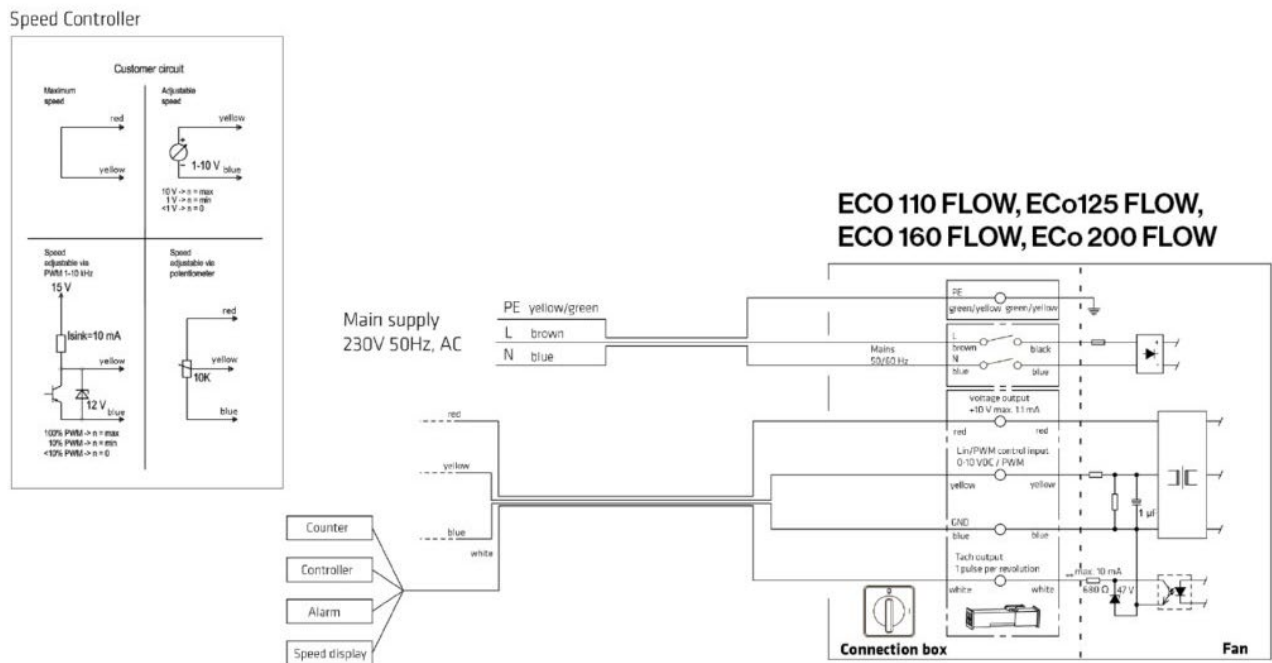 Speed Controller
Customer circuit
Maximum
speed
red
yellow
Adjustable
speed
yellow
+
1-10 V
−
blue
10 V -> n = max
1 V -> n = min
<1 V -> n = 0
Speed
adjustable via
PWM 1-10 kHz
15 V
Isink=10 mA
yellow
12 V
blue
100% PWM -> n = max
10% PWM -> n = min
<10% PWM -> n = 0
Speed
adjustable via
potentiometer
red
yellow
10K
blue
Main supply
230V 50Hz, AC
PE yellow/green
L brown
N blue
red
yellow
blue
white
Counter
Controller
Alarm
Speed display
ECO 110 FLOW, ECo125 FLOW,
ECO 160 FLOW, ECo 200 FLOW
PE
green/yellow green/yellow
Mains
50/60 Hz
L
brown black
N
blue blue
voltage output
+10 V max. 1.1 mA
red red
Lin/PWM control input
0-10 VDC / PWM
yellow yellow
1 µF
GND
blue blue
Tach output
1 pulse per revolution
white white
max. 10 mA
680 Ω 47 V
0
Connection box
Fan